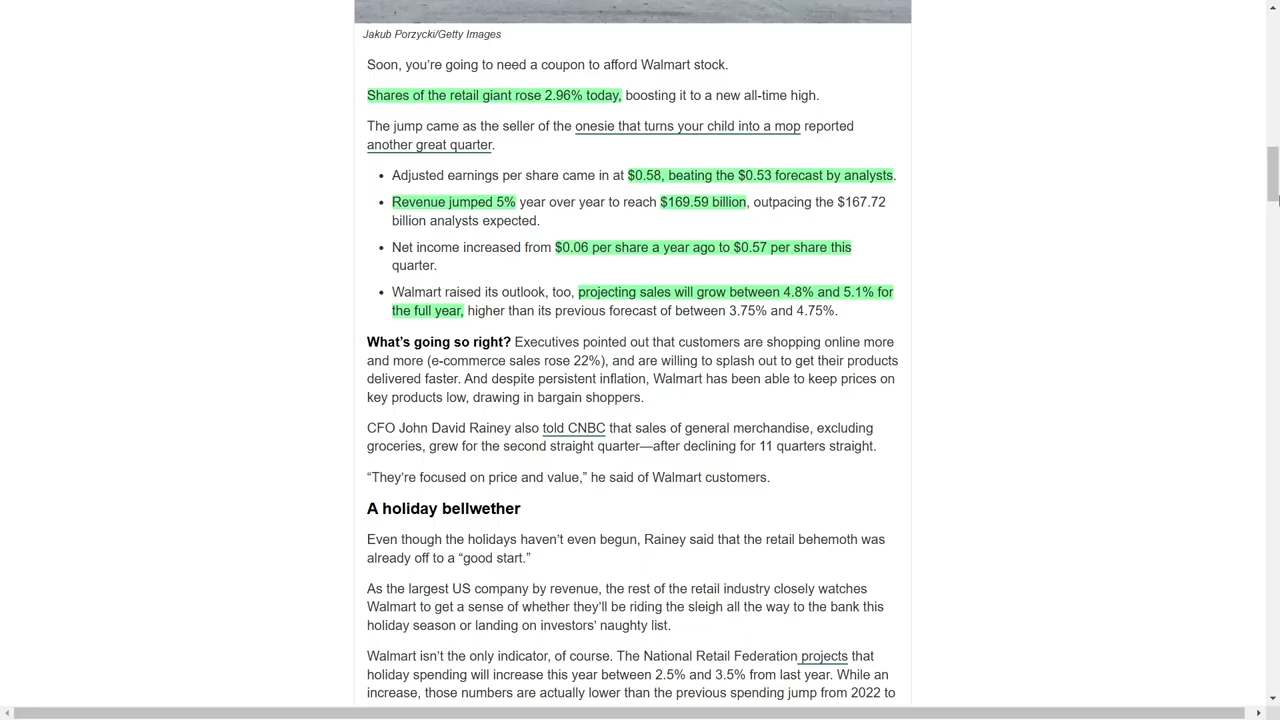 Jakub Porzycki/Getty Images
Soon, you’re going to need a coupon to afford Walmart stock.
Shares of the retail giant rose 2.96% today, boosting it to a new all-time high.
The jump came as the seller of the onesie that turns your child into a mop reported
another great quarter.
• Adjusted earnings per share came in at $0.58, beating the $0.53 forecast by analysts.
• Revenue jumped 5% year over year to reach $169.59 billion, outpacing the $167.72
billion analysts expected.
• Net income increased from $0.06 per share a year ago to $0.57 per share this
quarter.
• Walmart raised its outlook, too, projecting sales will grow between 4.8% and 5.1% for
the full year, higher than its previous forecast of between 3.75% and 4.75%.
What’s going so right? Executives pointed out that customers are shopping online more
and more (e-commerce sales rose 22%), and are willing to splash out to get their products
delivered faster. And despite persistent inflation, Walmart has been able to keep prices on
key products low, drawing in bargain shoppers.
CFO John David Rainey also told CNBC that sales of general merchandise, excluding
groceries, grew for the second straight quarter—after declining for 11 quarters straight.
“They’re focused on price and value,” he said of Walmart customers.
A holiday bellwether
Even though the holidays haven’t even begun, Rainey said that the retail behemoth was
already off to a “good start.”
As the largest US company by revenue, the rest of the retail industry closely watches
Walmart to get a sense of whether they’ll be riding the sleigh all the way to the bank this
holiday season or landing on investors’ naughty list.
Walmart isn’t the only indicator, of course. The National Retail Federation projects that
holiday spending will increase this year between 2.5% and 3.5% from last year. While an
increase, those numbers are actually lower than the previous spending jump from 2022 to